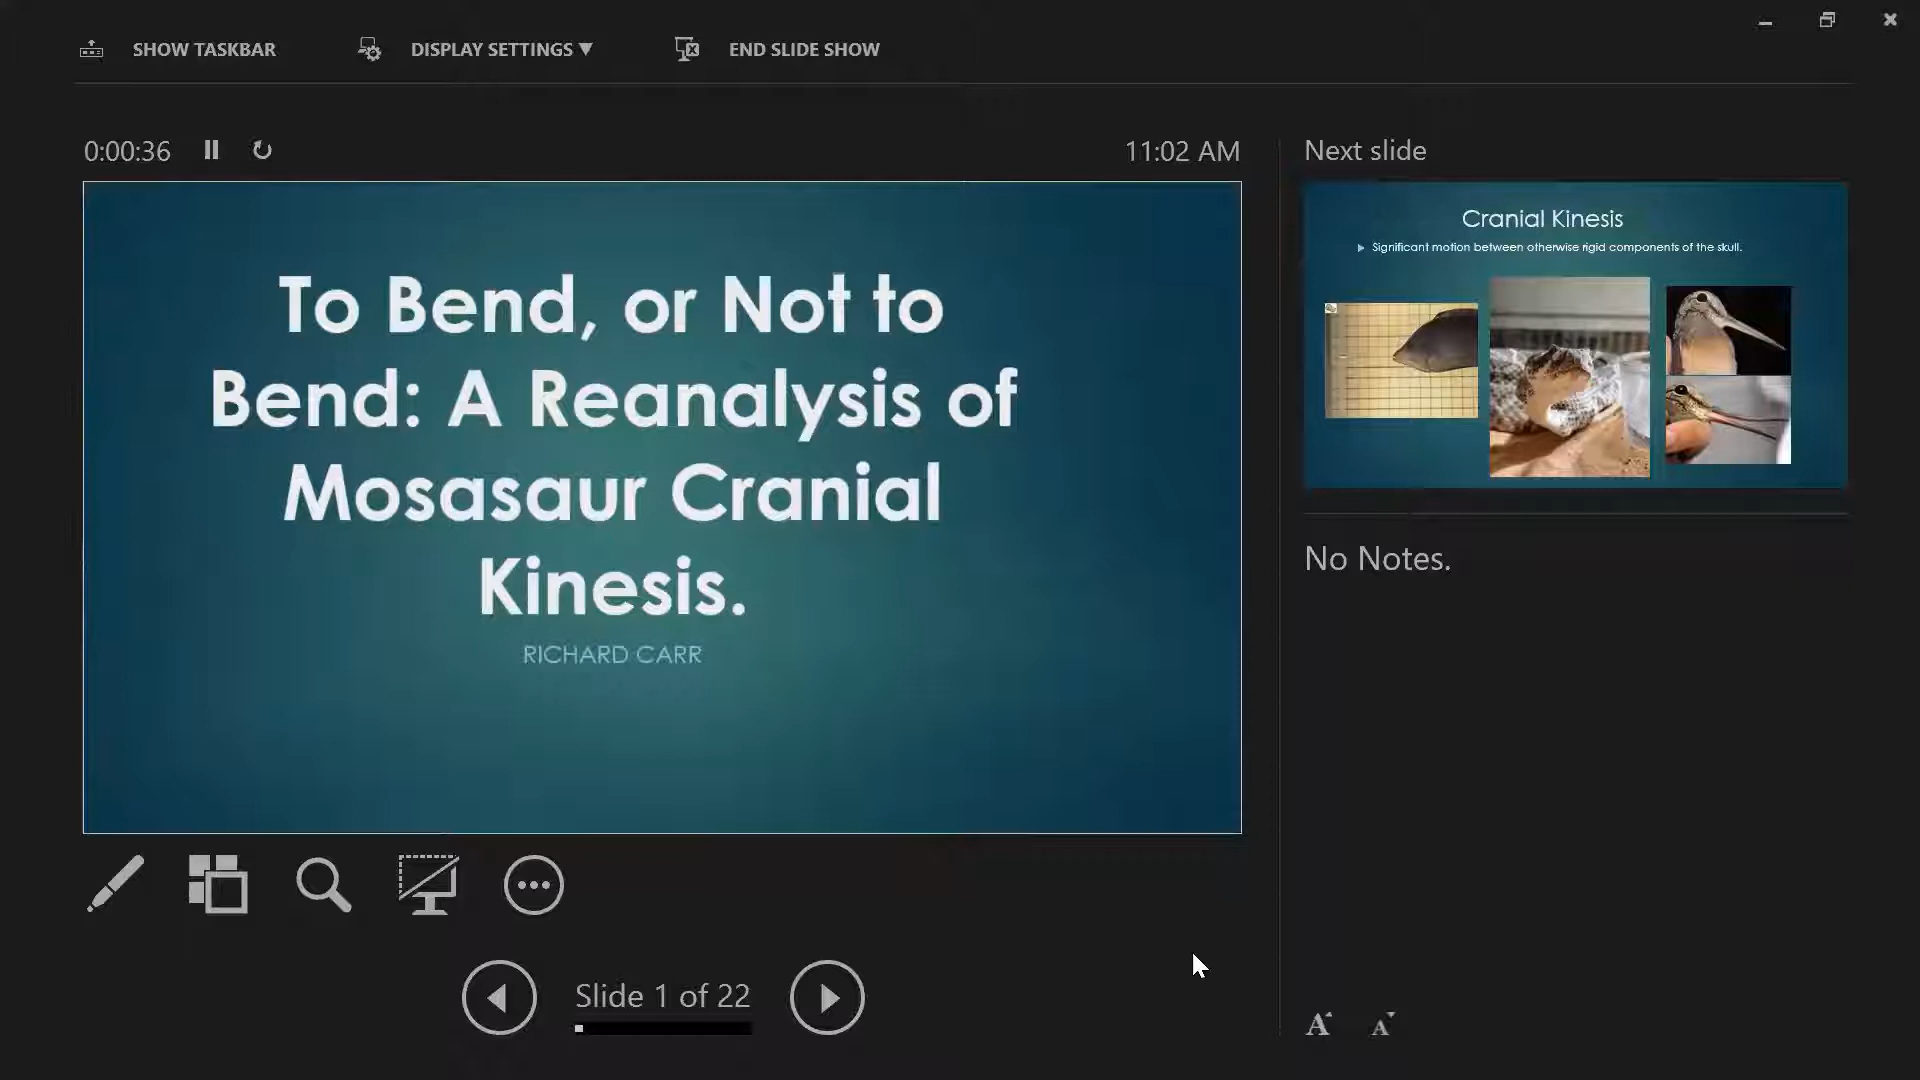 SHOW TASKBAR
DISPLAY SETTINGS ▼
END SLIDE SHOW
0:00:36
11:02 AM
To Bend, or Not to
Bend: A Reanalysis of
Mosasaur Cranial
Kinesis.
RICHARD CARR
Slide 1 of 22
Next slide
Cranial Kinesis
Significant motion between otherwise rigid components of the skull.
No Notes.
A
A